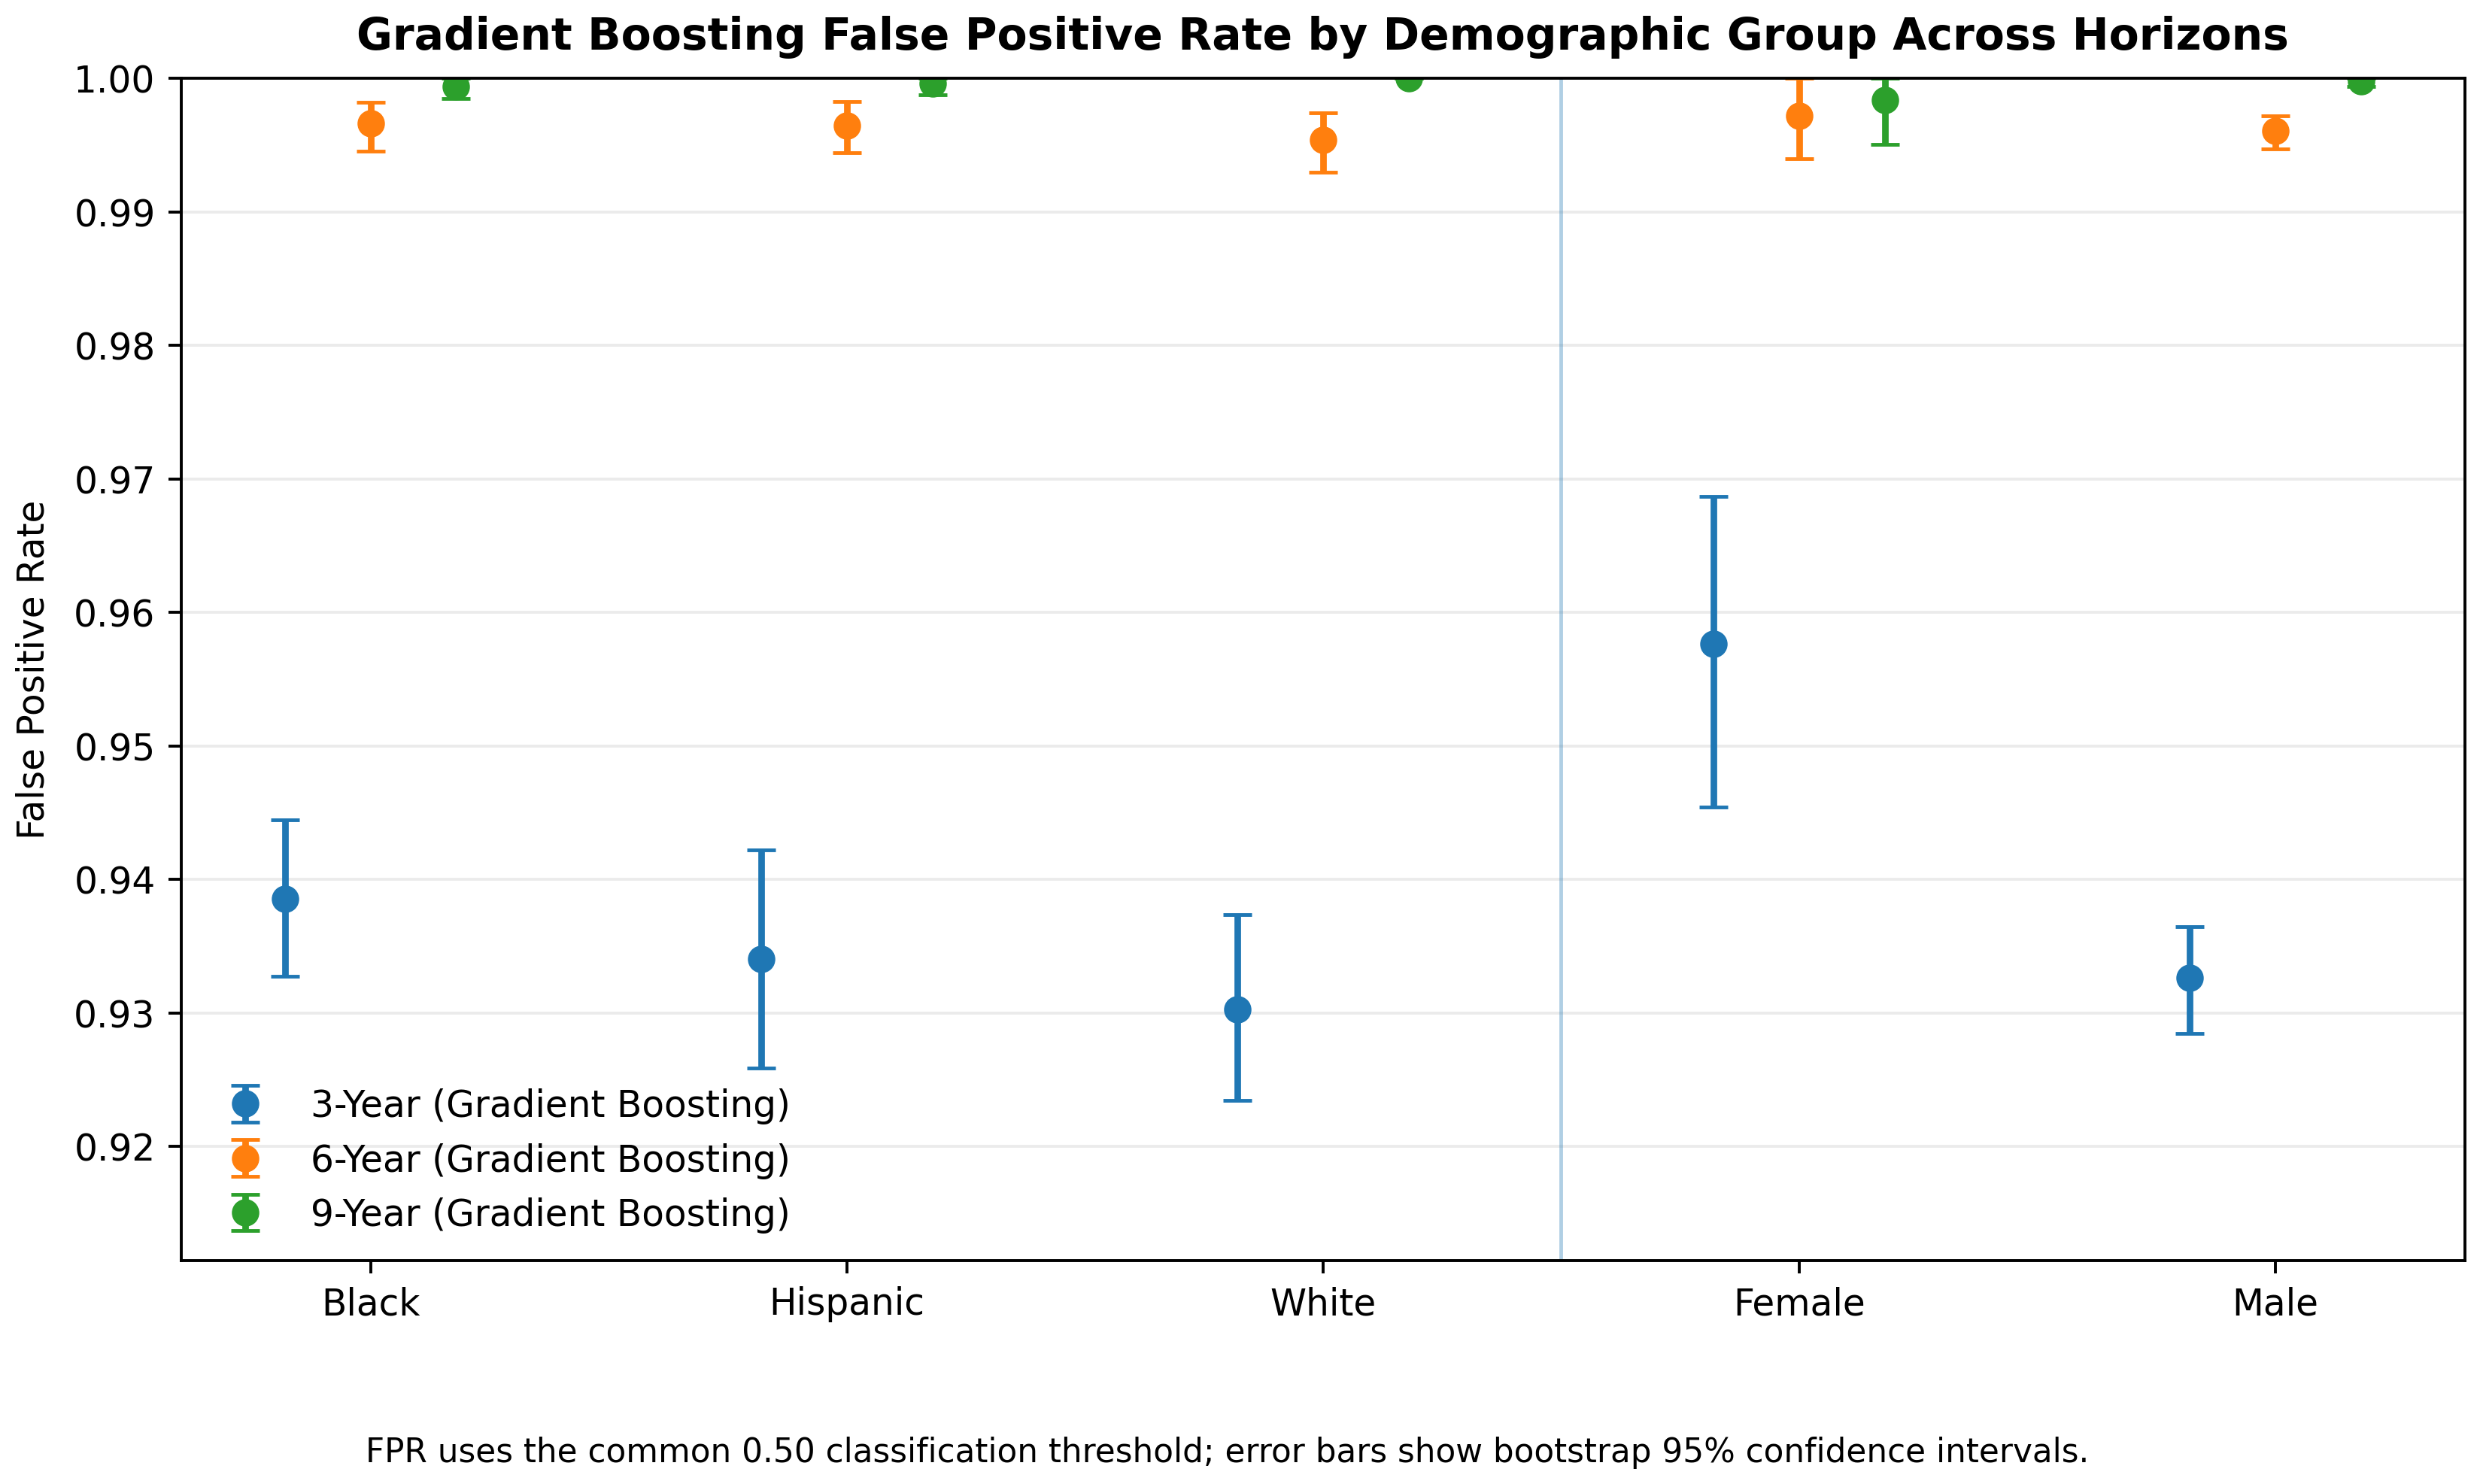 Gradient Boosting False Positive Rate by Demographic Group Across Horizons
1.00
0.99
0.98
0.97
0.96
0.95
0.94
0.93
0.92
False Positive Rate
3-Year (Gradient Boosting)
6-Year (Gradient Boosting)
9-Year (Gradient Boosting)
Black
Hispanic
White
Female
Male
FPR uses the common 0.50 classification threshold; error bars show bootstrap 95% confidence intervals.